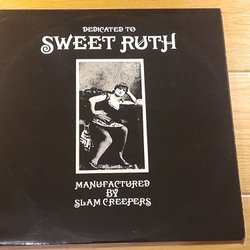 DEDICATED TO
SWEET RUTH
MANUFACTURED
BY
SLAM CREEPERS